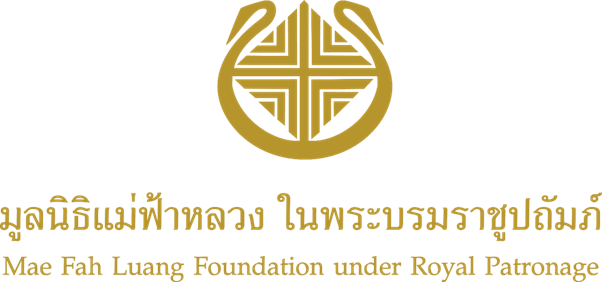 มูลนิธิแม่ฟ้าหลวง ในพระบรมราชูปถัมภ์
Mae Fah Luang Foundation under Royal Patronage